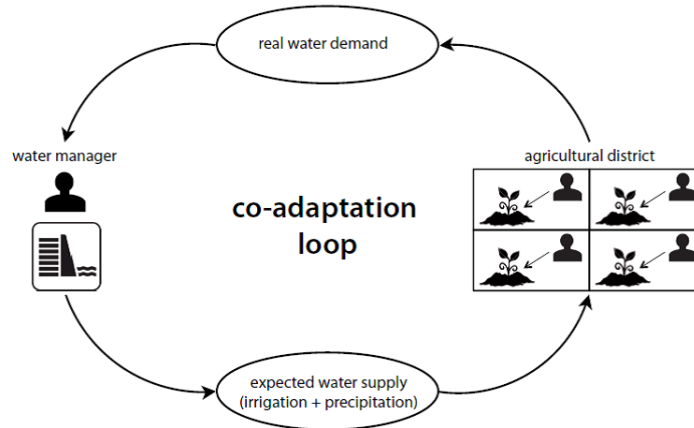 real water demand
water manager
agricultural district
co-adaptation
loop
expected water supply
(irrigation + precipitation)